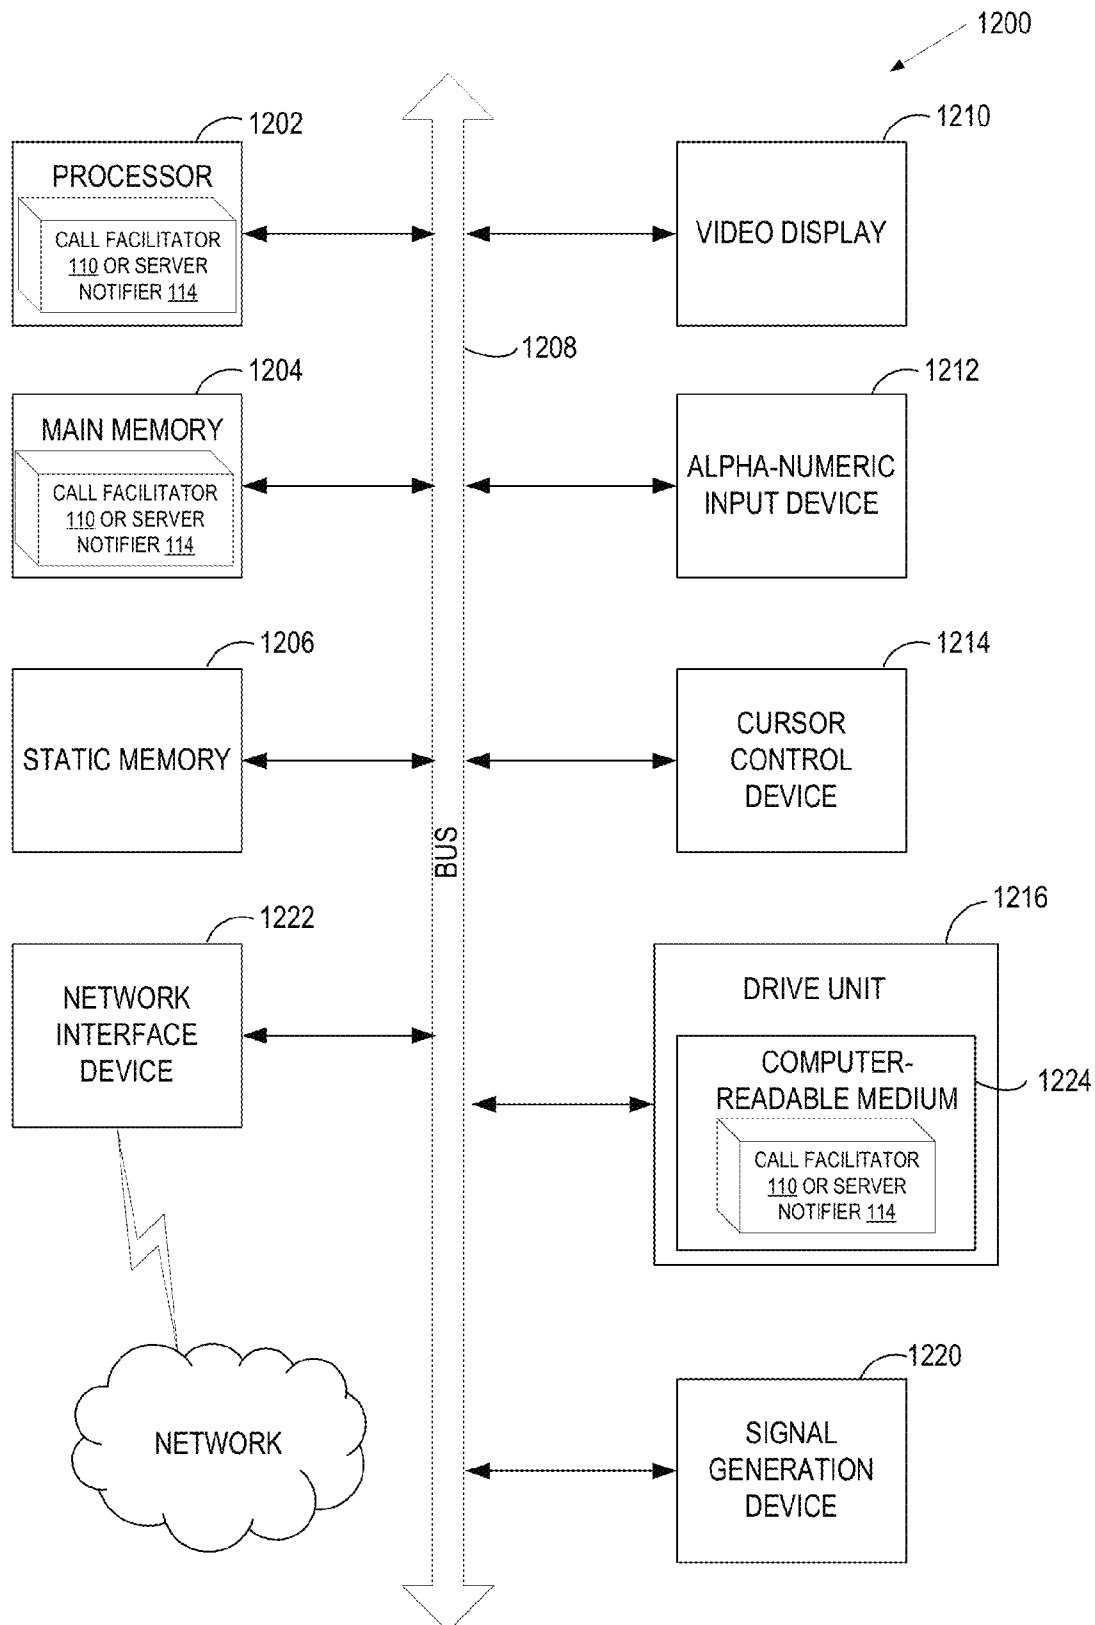 1200
1202
PROCESSOR
CALL FACILITATOR
110 OR SERVER
NOTIFIER 114
1210
VIDEO DISPLAY
1208
1204
MAIN MEMORY
CALL FACILITATOR
110 OR SERVER
NOTIFIER 114
1212
ALPHA-NUMERIC
INPUT DEVICE
1206
STATIC MEMORY
1214
CURSOR
CONTROL
DEVICE
BUS
1222
NETWORK
INTERFACE
DEVICE
1216
DRIVE UNIT
1224
COMPUTER-
READABLE MEDIUM
CALL FACILITATOR
110 OR SERVER
NOTIFIER 114
NETWORK
1220
SIGNAL
GENERATION
DEVICE